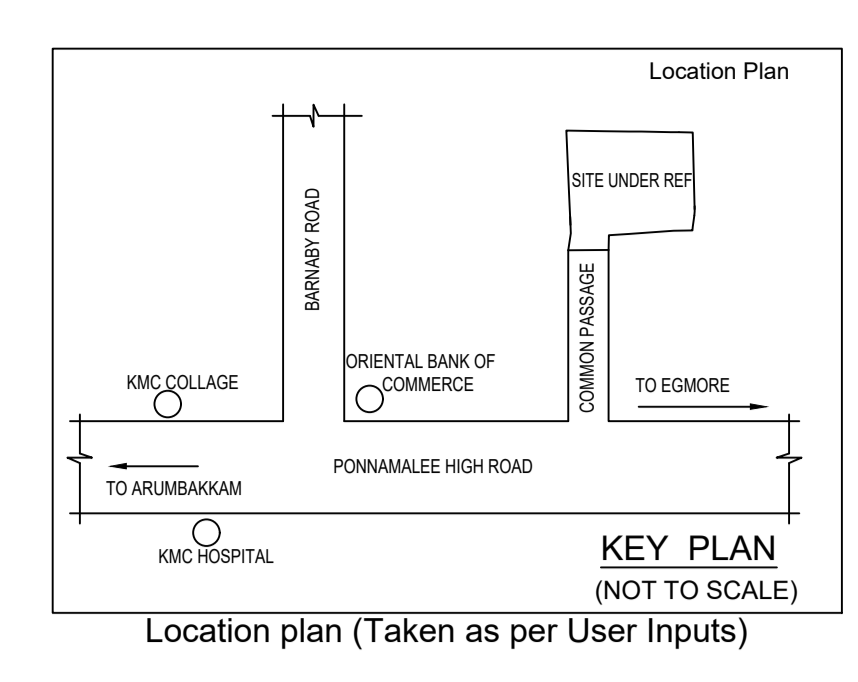 Location Plan
SITE UNDER REF
BARNABY ROAD
COMMON PASSAGE
ORIENTAL BANK OF
COMMERCE
KMC COLLAGE
TO EGMORE
PONNAMALEE HIGH ROAD
TO ARUMBAKKAM
KMC HOSPITAL
KEY PLAN
(NOT TO SCALE)
Location plan (Taken as per User Inputs)